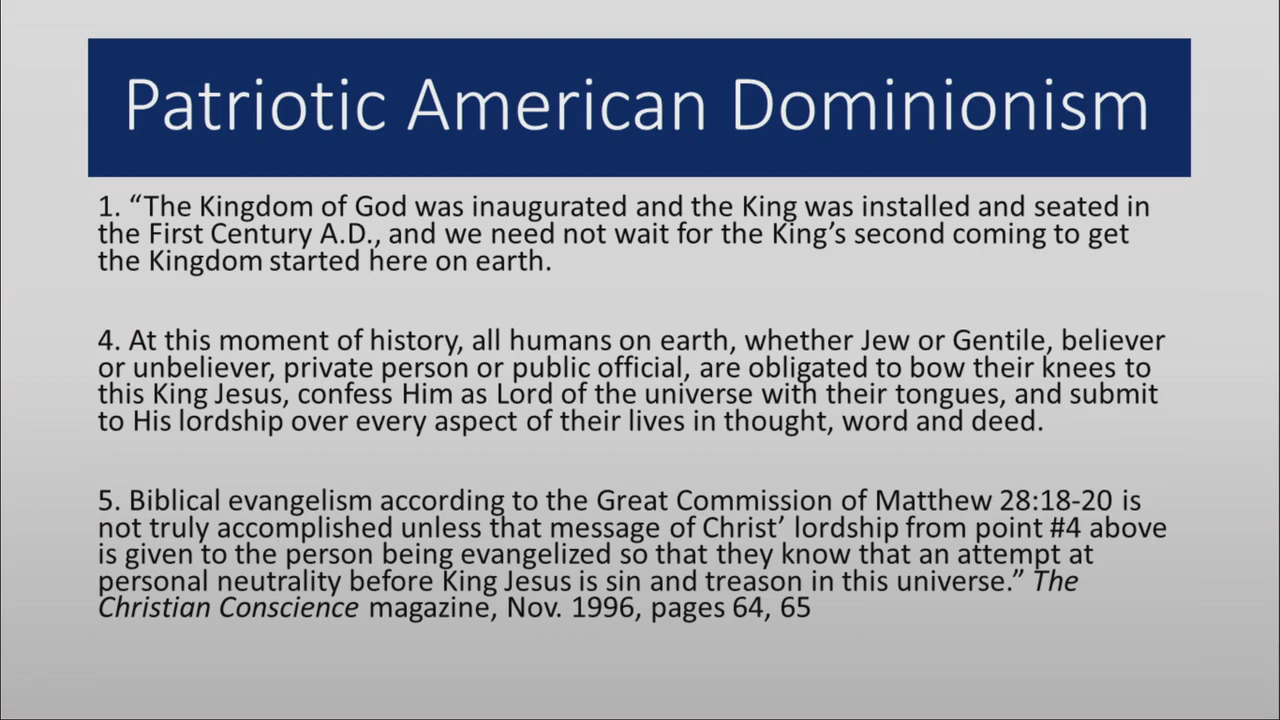 Patriotic American Dominionism
1. “The Kingdom of God was inaugurated and the King was installed and seated in
the First Century A.D., and we need not wait for the King’s second coming to get
the Kingdom started here on earth.
4. At this moment of history, all humans on earth, whether Jew or Gentile, believer
or unbeliever, private person or public official, are obligated to bow their knees to
this King Jesus, confess Him as Lord of the universe with their tongues, and submit
to His lordship over every aspect of their lives in thought, word and deed.
5. Biblical evangelism according to the Great Commission of Matthew 28:18-20 is
not truly accomplished unless that message of Christ’ lordship from point #4 above
is given to the person being evangelized so that they know that an attempt at
personal neutrality before King Jesus is sin and treason in this universe.” The
Christian Conscience magazine, Nov. 1996, pages 64, 65